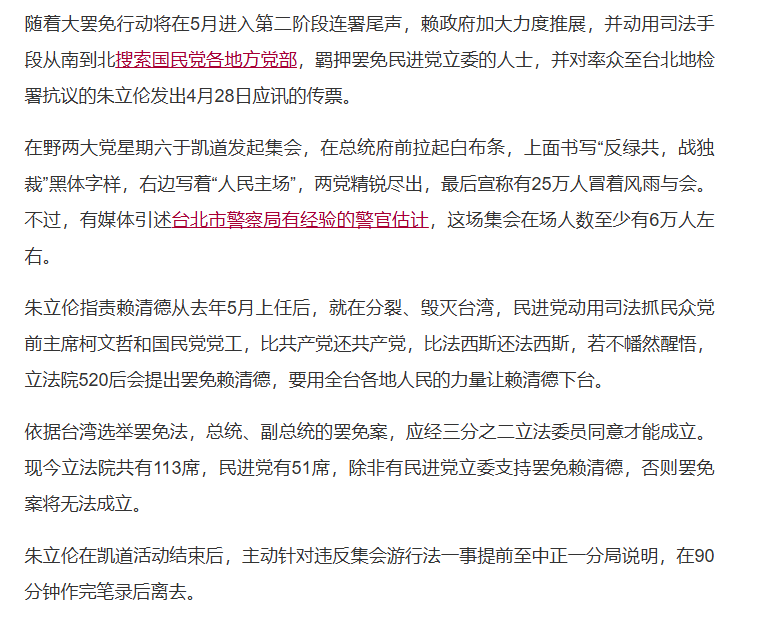 随着大罢免行动将在5月进入第二阶段连署尾声，赖政府加大力度推展，并动用司法手
段从南到北搜索国民党各地方党部，羁押罢免民进党立委的人士，并对率众至台北地检
署抗议的朱立伦发出4月28日应讯的传票。
在野两大党星期六于凯道发起集会，在总统府前拉起白布条，上面书写“反绿共，战独
裁”黑体字样，右边写着“人民主场”，两党精锐尽出，最后宣称有25万人冒着风雨与会。
不过，有媒体引述台北市警察局有经验的警官估计，这场集会在场人数至少有6万人左
右。
朱立伦指责赖清德从去年5月上任后，就在分裂、毁灭台湾，民进党动用司法抓民众党
前主席柯文哲和国民党党工，比共产党还共产党，比法西斯还法西斯，若不幡然醒悟，
立法院520后会提出罢免赖清德，要用全台各地人民的力量让赖清德下台。
依据台湾选举罢免法，总统、副总统的罢免案，应经三分之二立法委员同意才能成立。
现今立法院共有113席，民进党有51席，除非有民进党立委支持罢免赖清德，否则罢免
案将无法成立。
朱立伦在凯道活动结束后，主动针对违反集会游行法一事提前至中正一分局说明，在90
分钟作完笔录后离去。